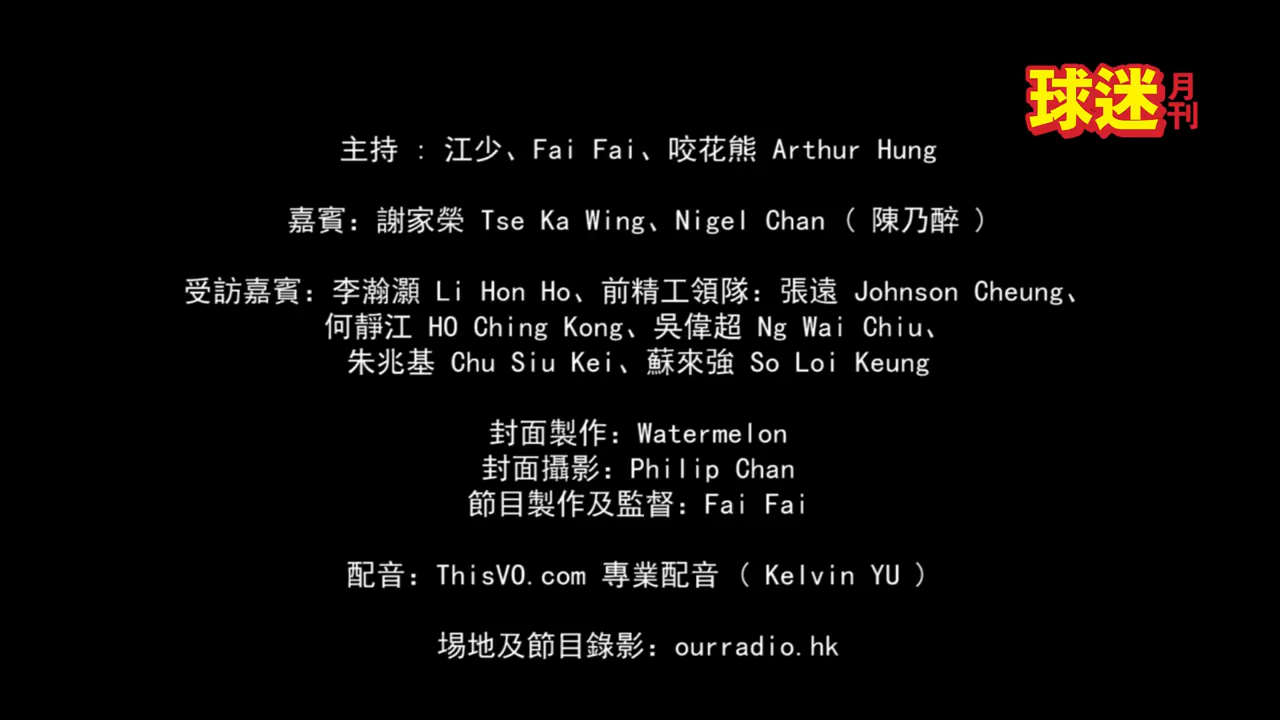 球迷月刊
主持 : 江少、Fai Fai、咬花熊 Arthur Hung
嘉賓：謝家榮 Tse Ka Wing、Nigel Chan ( 陳乃醉 )
受訪嘉賓：李瀚灝 Li Hon Ho、前精工領隊：張遠 Johnson Cheung、
何靜江 HO Ching Kong、吳偉超 Ng Wai Chiu、
朱兆基 Chu Siu Kei、蘇來強 So Loi Keung
封面製作：Watermelon
封面攝影：Philip Chan
節目製作及監督：Fai Fai
配音：ThisVO.com 專業配音 ( Kelvin YU )
場地及節目錄影：ourradio.hk